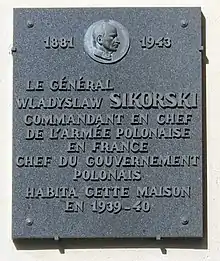 1881 1943
LE GÉNÉRAL
WLADYSLAW SIKORSKI
COMMANDANT EN CHEF
DE L'ARMÉE POLONAISE
EN FRANCE
CHEF DU GOUVERNEMENT
POLONAIS
HABITA CETTE MAISON
EN 1939-40